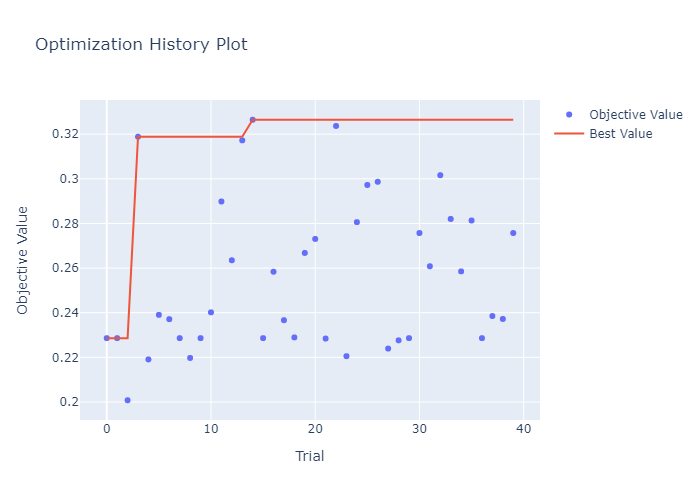 Optimization History Plot
Objective Value
Best Value
0.32
0.3
0.28
0.26
0.24
0.22
0.2
Objective Value
0
10
20
30
40
Trial